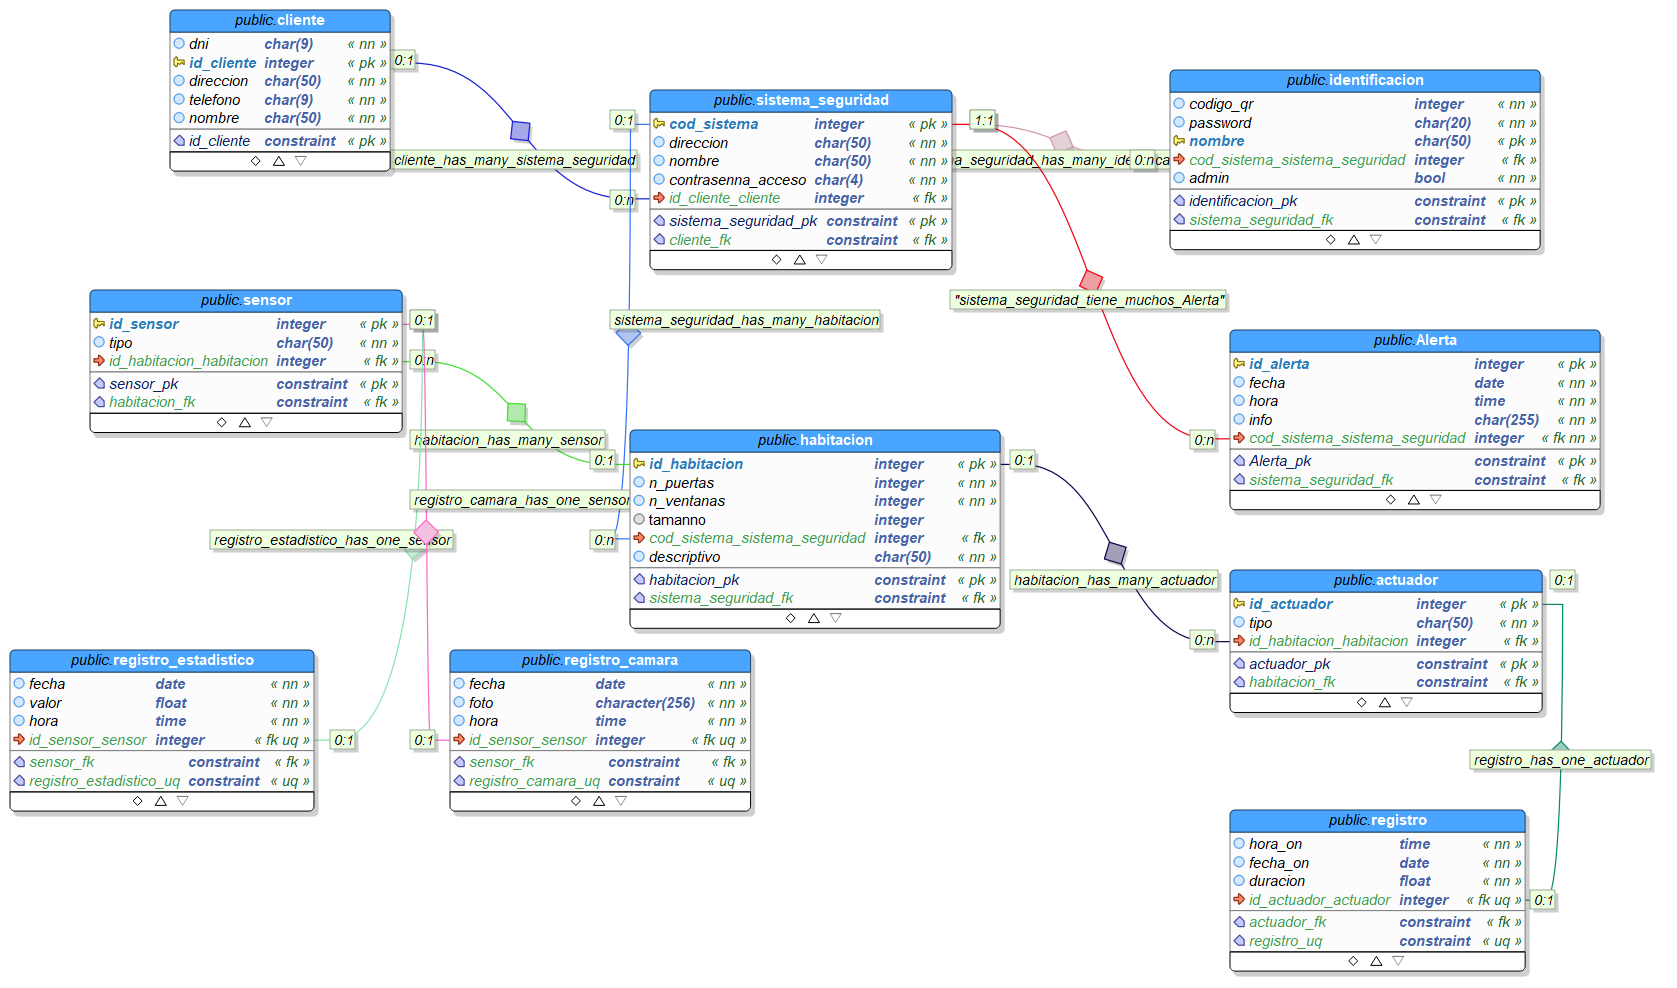 public.cliente
dni char(9) « nn »
id_cliente integer « pk »
direccion char(50) « nn »
telefono char(9) « nn »
nombre char(50) « nn »
id_cliente constraint « pk »
0:1
cliente_has_many_sistema_seguridad
0:n
0:1
public.sistema_seguridad
cod_sistema integer « pk »
direccion char(50) « nn »
nombre char(50) « nn »
contrasenna_acceso char(4) « nn »
id_cliente_cliente integer « fk »
sistema_seguridad_pk constraint « pk »
cliente_fk constraint « fk »
1:1
0:n
public.identificacion
codigo_qr integer « nn »
password char(20) « nn »
nombre char(50) « pk »
cod_sistema_sistema_seguridad integer « fk »
admin bool « nn »
identificacion_pk constraint « pk »
sistema_seguridad_fk constraint « fk »
"sistema_seguridad_tiene_muchos_Alerta"
0:n
public.sensor
id_sensor integer « pk »
tipo char(50) « nn »
id_habitacion_habitacion integer « fk »
sensor_pk constraint « pk »
habitacion_fk constraint « fk »
0:1
0:n
sistema_seguridad_has_many_habitacion
public.Alerta
id_alerta integer « pk »
fecha date « nn »
hora time « nn »
info char(255) « nn »
cod_sistema_sistema_seguridad integer « fk nn »
Alerta_pk constraint « pk »
sistema_seguridad_fk constraint « fk »
habitacion_has_many_sensor
0:1
registro_camara_has_one_sensor
registro_estadistico_has_one_sensor
0:n
public.habitacion
id_habitacion integer « pk »
n_puertas integer « nn »
n_ventanas integer « nn »
tamanno integer
cod_sistema_sistema_seguridad integer « fk »
descriptivo char(50) « nn »
habitacion_pk constraint « pk »
sistema_seguridad_fk constraint « fk »
0:1
habitacion_has_many_actuador
0:n
public.actuador
id_actuador integer « pk »
tipo char(50) « nn »
id_habitacion_habitacion integer « fk »
actuador_pk constraint « pk »
habitacion_fk constraint « fk »
0:1
public.registro_estadistico
fecha date « nn »
valor float « nn »
hora time « nn »
id_sensor_sensor integer « fk uq »
sensor_fk constraint « fk »
registro_estadistico_uq constraint « uq »
0:1
0:1
public.registro_camara
fecha date « nn »
foto character(256) « nn »
hora time « nn »
id_sensor_sensor integer « fk uq »
sensor_fk constraint « fk »
registro_camara_uq constraint « uq »
registro_has_one_actuador
public.registro
hora_on time « nn »
fecha_on date « nn »
duracion float « nn »
id_actuador_actuador integer « fk uq »
actuador_fk constraint « fk »
registro_uq constraint « uq »
0:1